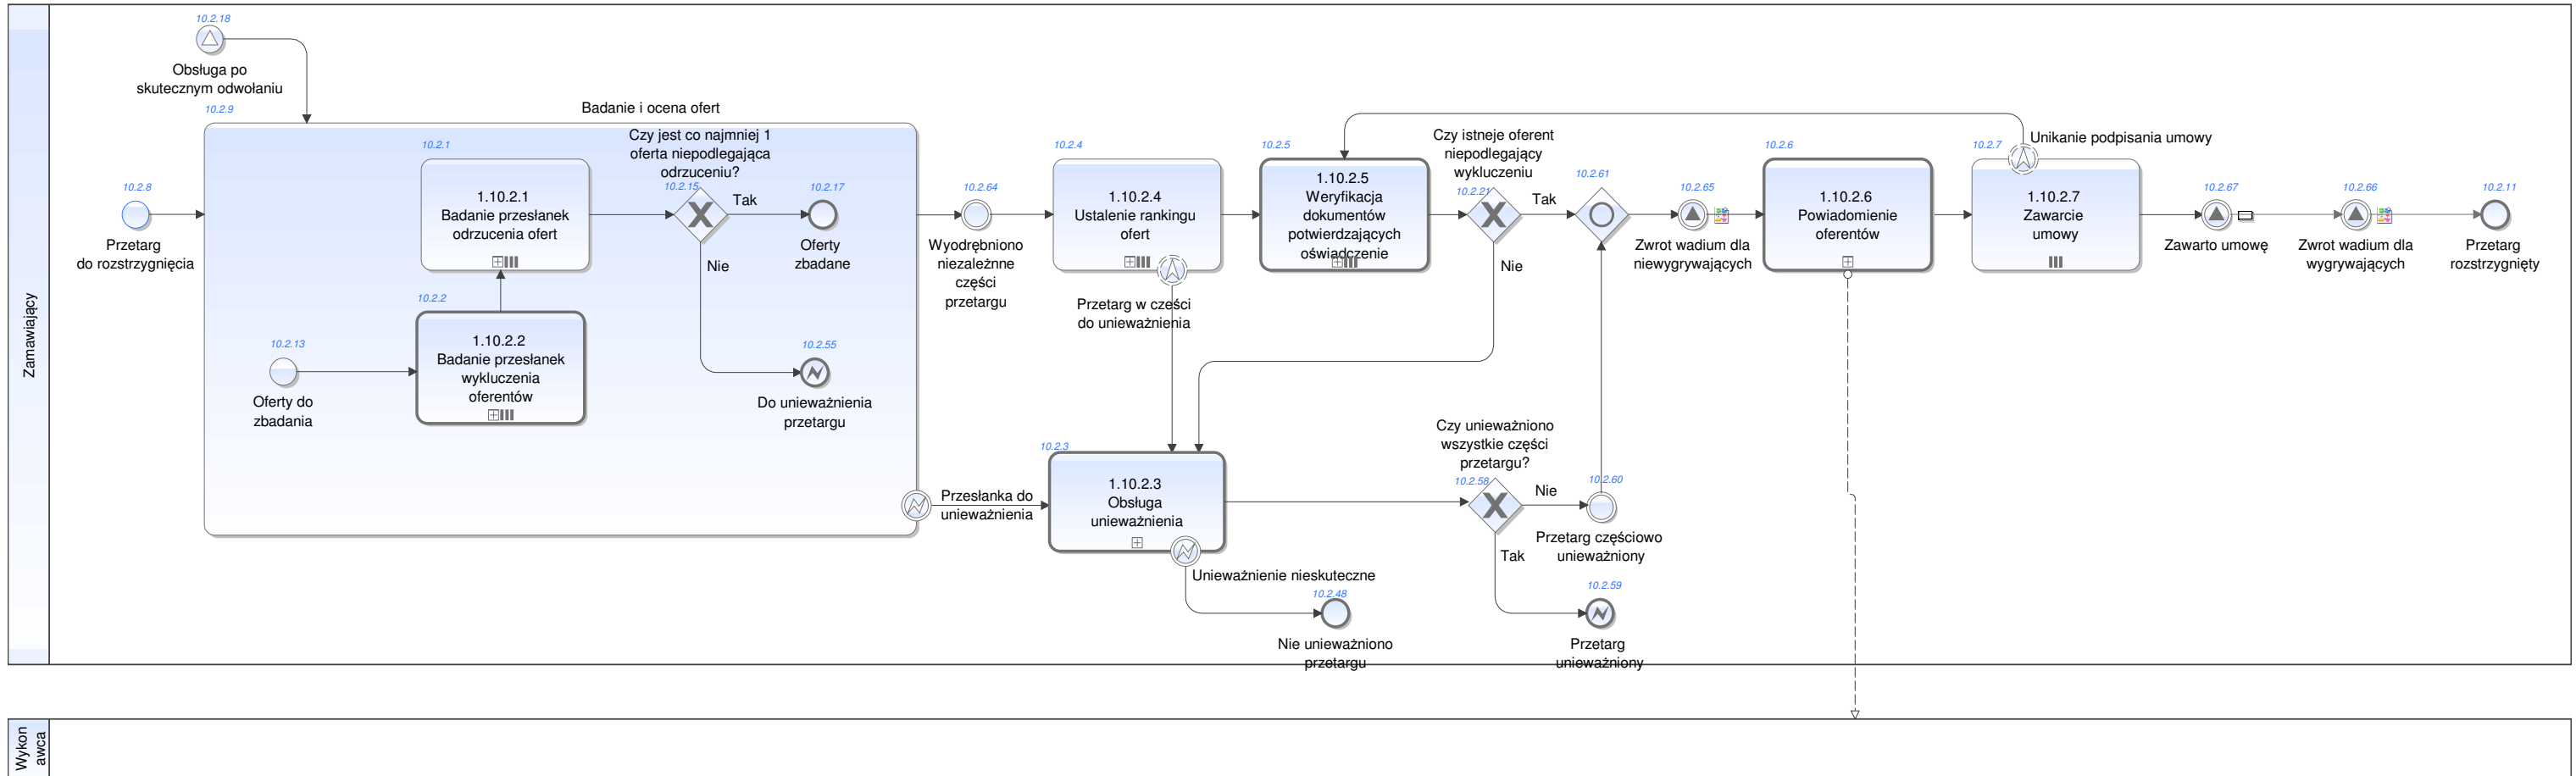 Zamawiający
10.2.18
Obsługa po
skutecznym odwołaniu
10.2.9
Badanie i ocena ofert
10.2.8
Przetarg
do rozstrzygnięcia
10.2.1
1.10.2.1
Badanie przesłanek
odrzucenia ofert
Czy jest co najmniej 1
oferta niepodlegająca
odrzuceniu?
10.2.15
Tak
Nie
10.2.17
Oferty
zbadane
10.2.2
1.10.2.2
Badanie przesłanek
wykluczenia
oferentów
10.2.13
Oferty do
zbadania
10.2.55
Do unieważnienia
przetargu
10.2.64
Wyodrębniono
niezależnne
części
przetargu
10.2.4
1.10.2.4
Ustalenie rankingu
ofert
Przetarg w cześci
do unieważnienia
10.2.5
1.10.2.5
Weryfikacja
dokumentów
potwierdzających
oświadczenie
Czy istneje oferent
niepodlegający
wykluczeniu
10.2.21
Tak
Nie
10.2.61
10.2.65
Zwrot wadium dla
niewygrywających
10.2.6
1.10.2.6
Powiadomienie
oferentów
10.2.7
Unikanie podpisania umowy
1.10.2.7
Zawarcie
umowy
10.2.67
Zawarto umowę
10.2.66
Zwrot wadium dla
wygrywających
10.2.11
Przetarg
rozstrzygnięty
Przesłanka do
unieważnienia
10.2.3
1.10.2.3
Obsługa
unieważnienia
Unieważnienie nieskuteczne
10.2.48
Nie unieważniono
przetargu
Czy unieważniono
wszystkie części
przetargu?
10.2.58
Nie
Tak
10.2.60
Przetarg częściowo
unieważniony
10.2.59
Przetarg
unieważniony
Wykon
awca